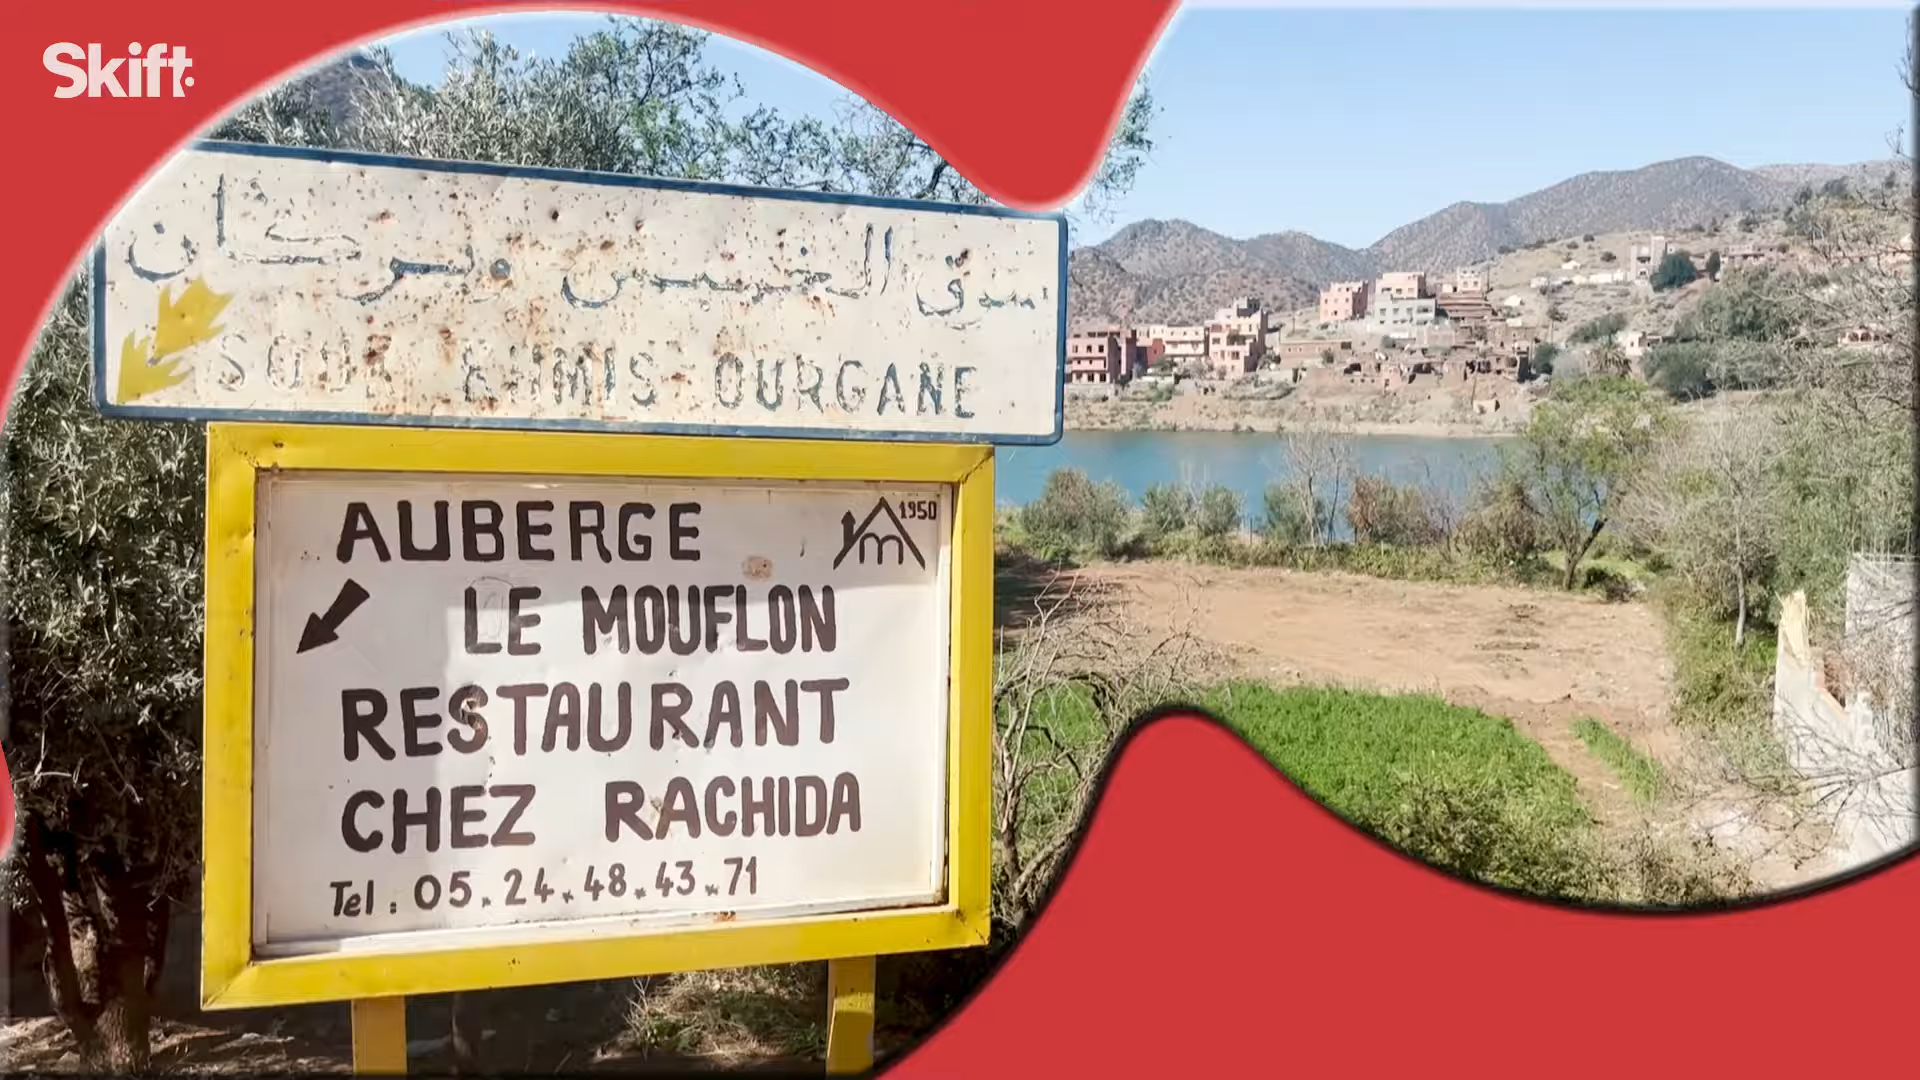 Skift.
سوق الخميس ويركان
SOUK KHMIS OURGANE
AUBERGE
1950
m
LE MOUFLON
RESTAURANT
CHEZ RACHIDA
Tel : 05.24.48.43.71